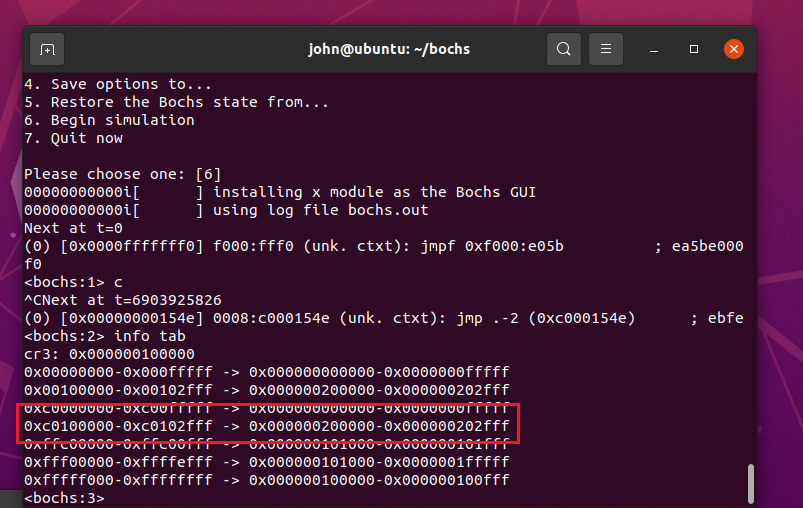 john@ubuntu: ~/bochs
4. Save options to...
5. Restore the Bochs state from...
6. Begin simulation
7. Quit now
Please choose one: [6]
00000000000i[      ] installing x module as the Bochs GUI
00000000000i[      ] using log file bochs.out
Next at t=0
(0) [0x0000fffffff0] f000:fff0 (unk. ctxt): jmpf 0xf000:e05b          ; ea5be000
f0
<bochs:1> c
^CNext at t=6903925826
(0) [0x00000000154e] 0008:c000154e (unk. ctxt): jmp .-2 (0xc000154e)      ; ebfe
<bochs:2> info tab
cr3: 0x000000100000
0x00000000-0x000fffff -> 0x000000000000-0x0000000fffff
0x00100000-0x00102fff -> 0x000000200000-0x000000202fff
0xc0000000-0xc00fffff -> 0x000000000000-0x0000000fffff
0xc0100000-0xc0102fff -> 0x000000200000-0x000000202fff
0xffc00000-0xffc00fff -> 0x000000101000-0x000000101fff
0xfff00000-0xffffefff -> 0x000000101000-0x0000001fffff
0xfffff000-0xffffffff -> 0x000000100000-0x000000100fff
<bochs:3>